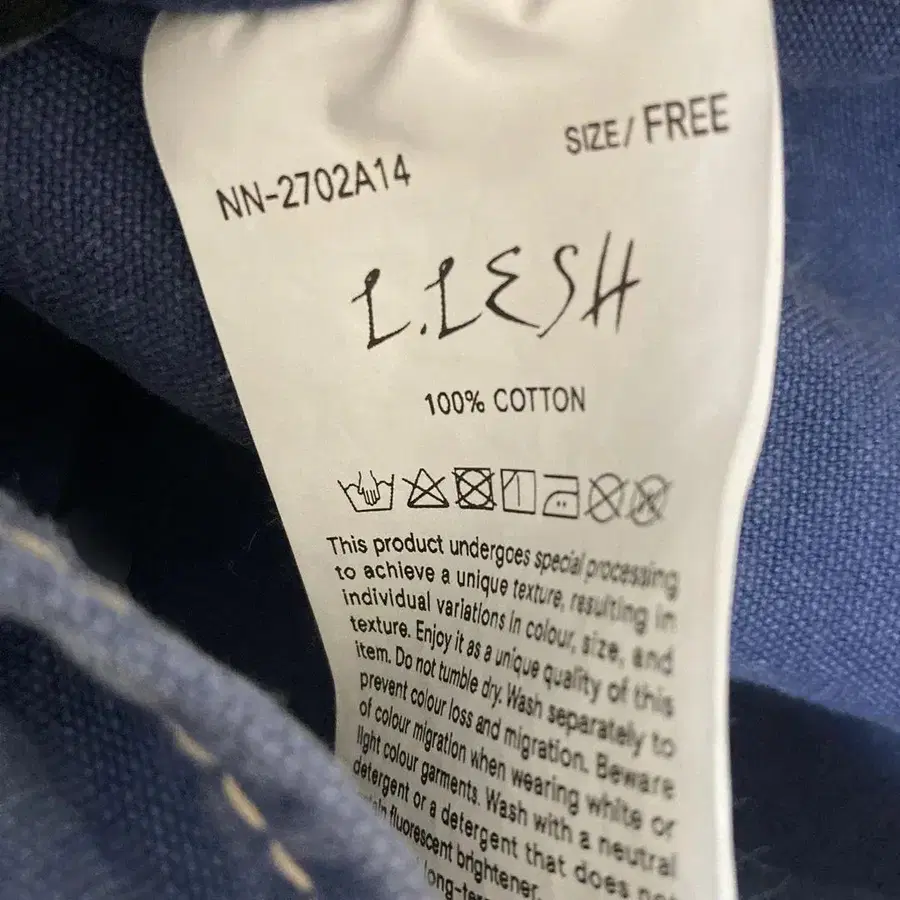 NN-2702A14
SIZE/ FREE
L.LESH
100% COTTON
This product undergoes special processing
to achieve a unique texture, resulting in
individual variations in colour, size, and
texture. Enjoy it as a unique quality of this
item. Do not tumble dry. Wash separately to
prevent colour loss and migration. Beware
of colour migration when wearing white or
light colour garments. Wash with a neutral
detergent or a detergent that does not
fluorescent brightener.